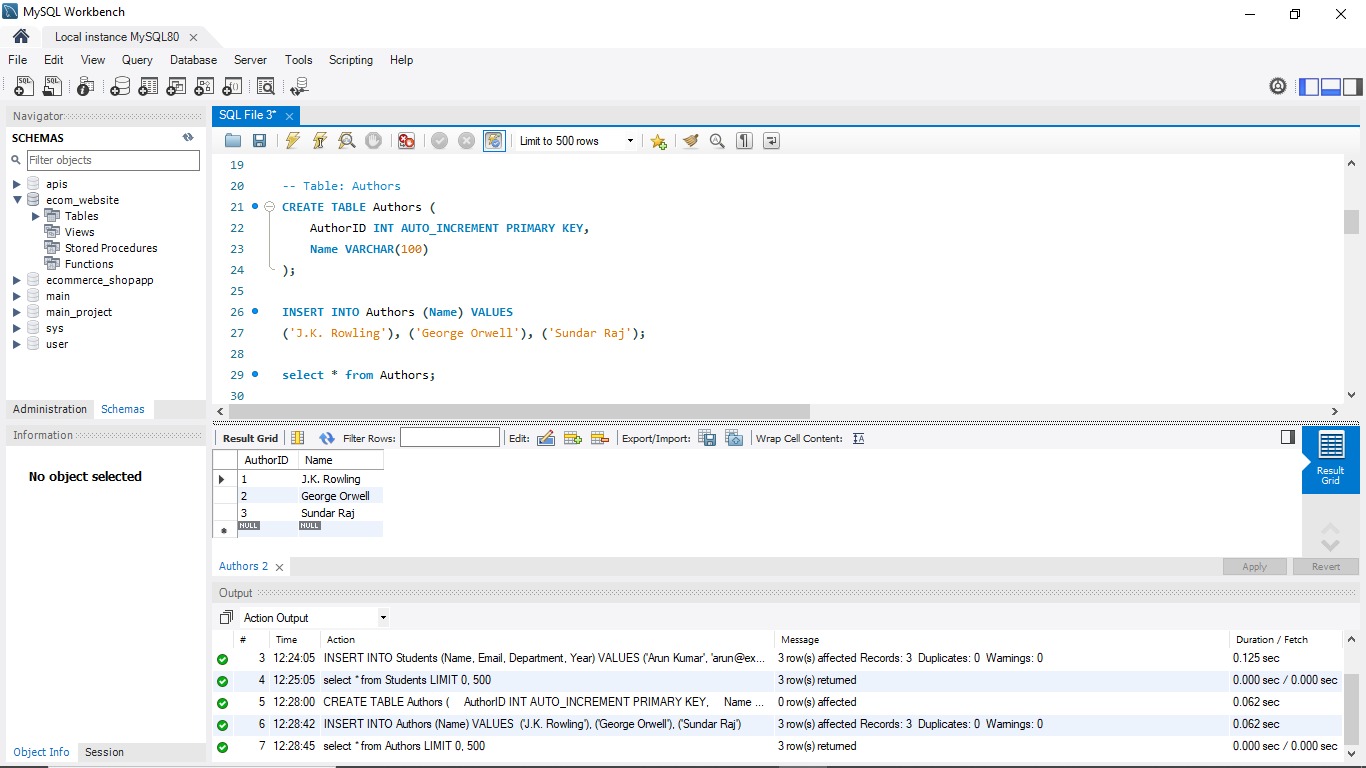 MySQL Workbench
Local instance MySQL80
File Edit View Query Database Server Tools Scripting Help
Navigator
SCHEMAS
Filter objects
apis
ecom_website
Tables
Views
Stored Procedures
Functions
ecommerce_shopapp
main
main_project
sys
user
Administration Schemas
Information
No object selected
Object Info Session
SQL File 3*
Limit to 500 rows
19
20 -- Table: Authors
21 CREATE TABLE Authors (
22 AuthorID INT AUTO_INCREMENT PRIMARY KEY,
23 Name VARCHAR(100)
24 );
25
26 INSERT INTO Authors (Name) VALUES
27 ('J.K. Rowling'), ('George Orwell'), ('Sundar Raj');
28
29 select * from Authors;
30
Result Grid Filter Rows: Edit: Export/Import: Wrap Cell Content:
AuthorID Name
1 J.K. Rowling
2 George Orwell
3 Sundar Raj
NULL NULL
Result
Grid
Authors 2
Apply Revert
Output
Action Output
# Time Action Message Duration / Fetch
3 12:24:05 INSERT INTO Students (Name, Email, Department, Year) VALUES ('Arun Kumar', 'arun@ex... 3 row(s) affected Records: 3 Duplicates: 0 Warnings: 0 0.125 sec
4 12:25:05 select * from Students LIMIT 0, 500 3 row(s) returned 0.000 sec / 0.000 sec
5 12:28:00 CREATE TABLE Authors ( AuthorID INT AUTO_INCREMENT PRIMARY KEY, Name ... 0 row(s) affected 0.062 sec
6 12:28:42 INSERT INTO Authors (Name) VALUES ('J.K. Rowling'), ('George Orwell'), ('Sundar Raj') 3 row(s) affected Records: 3 Duplicates: 0 Warnings: 0 0.062 sec
7 12:28:45 select * from Authors LIMIT 0, 500 3 row(s) returned 0.000 sec / 0.000 sec